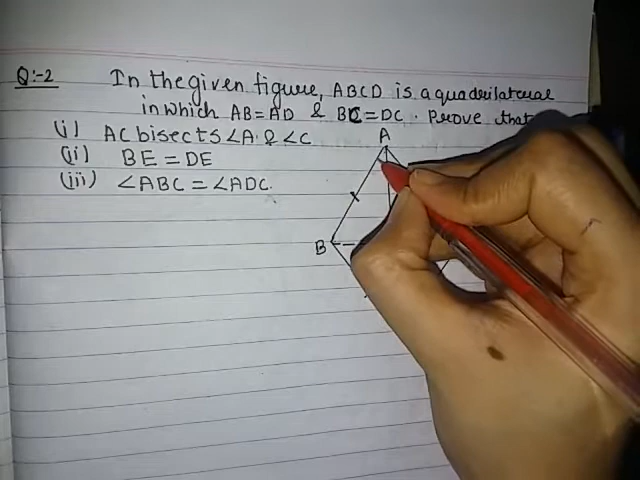 Q:-2 In the given figure, ABCD is a quadrilateral
in which AB=AD & BC=DC. Prove that
(i) AC bisects ∠A & ∠C
(ii) BE = DE
(iii) ∠ABC = ∠ADC.
A
B